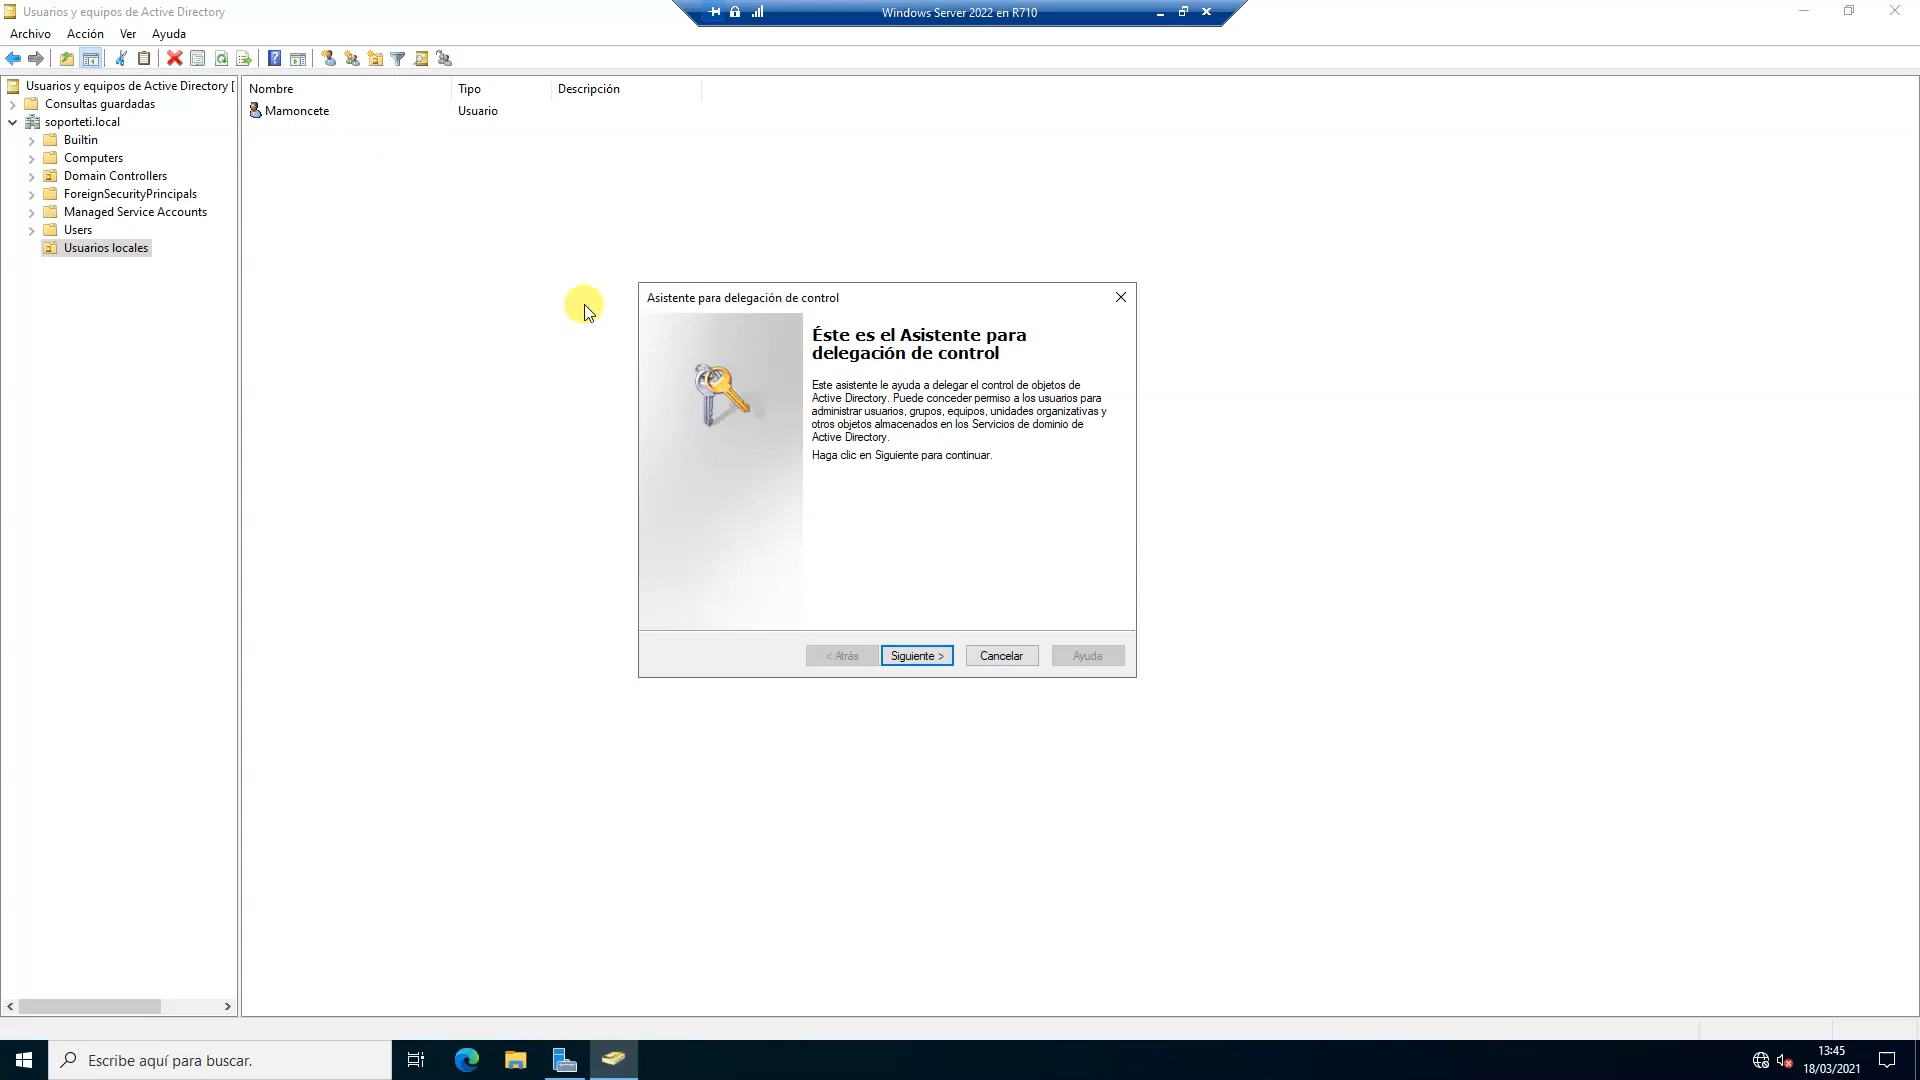 Usuarios y equipos de Active Directory
Windows Server 2022 en R710
Archivo Acción Ver Ayuda
Usuarios y equipos de Active Directory [
Consultas guardadas
soporteti.local
Builtin
Computers
Domain Controllers
ForeignSecurityPrincipals
Managed Service Accounts
Users
Usuarios locales
Nombre Tipo Descripción
Mamoncete Usuario
Asistente para delegación de control
Éste es el Asistente para
delegación de control
Este asistente le ayuda a delegar el control de objetos de
Active Directory. Puede conceder permiso a los usuarios para
administrar usuarios, grupos, equipos, unidades organizativas y
otros objetos almacenados en los Servicios de dominio de
Active Directory.
Haga clic en Siguiente para continuar.
< Atrás Siguiente > Cancelar Ayuda
Escribe aquí para buscar.
13:45
18/03/2021